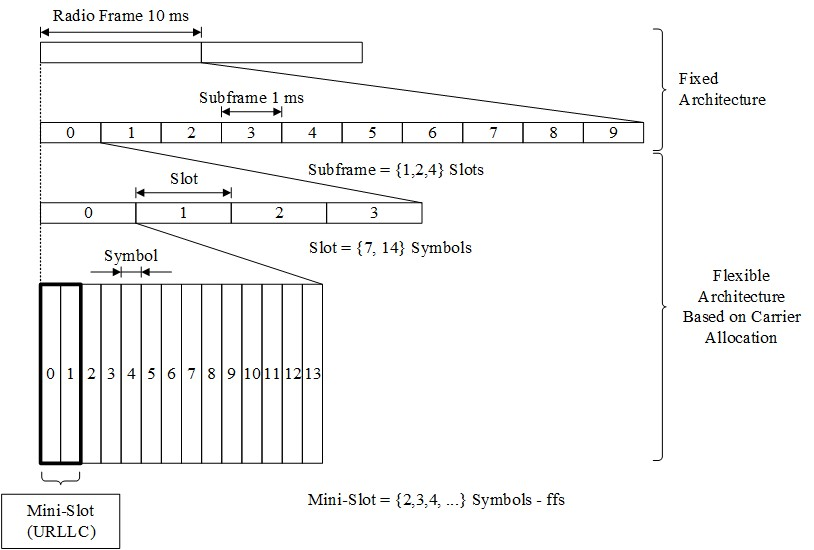 Radio Frame 10 ms
Fixed
Architecture
Subframe 1 ms
0 1 2 3 4 5 6 7 8 9
Subframe = {1,2,4} Slots
Slot
0 1 2 3
Slot = {7, 14} Symbols
Symbol
Flexible
Architecture
Based on Carrier
Allocation
0 1 2 3 4 5 6 7 8 9 10 11 12 13
Mini-Slot = {2,3,4, ...} Symbols - ffs
Mini-Slot
(URLLC)